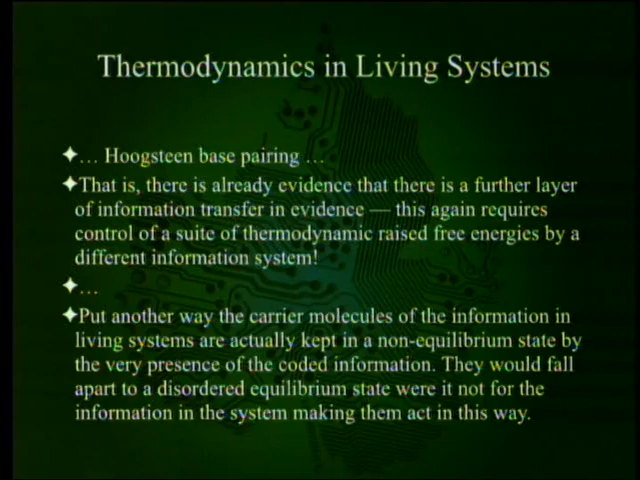 Thermodynamics in Living Systems
… Hoogsteen base pairing …
That is, there is already evidence that there is a further layer
of information transfer in evidence — this again requires
control of a suite of thermodynamic raised free energies by a
different information system!
…
Put another way the carrier molecules of the information in
living systems are actually kept in a non-equilibrium state by
the very presence of the coded information. They would fall
apart to a disordered equilibrium state were it not for the
information in the system making them act in this way.